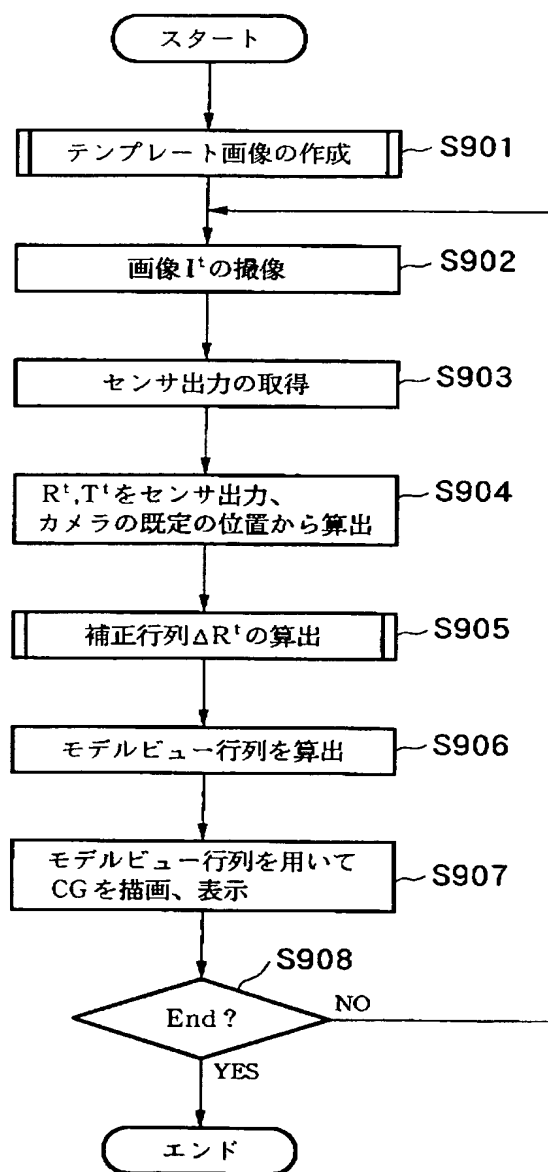 スタート
テンプレート画像の作成
S901
画像Iᵗの撮像
S902
センサ出力の取得
S903
Rᵗ,Tᵗをセンサ出力、
カメラの既定の位置から算出
S904
補正行列ΔRᵗの算出
S905
モデルビュー行列を算出
S906
モデルビュー行列を用いて
CGを描画、表示
S907
S908
End?
NO
YES
エンド